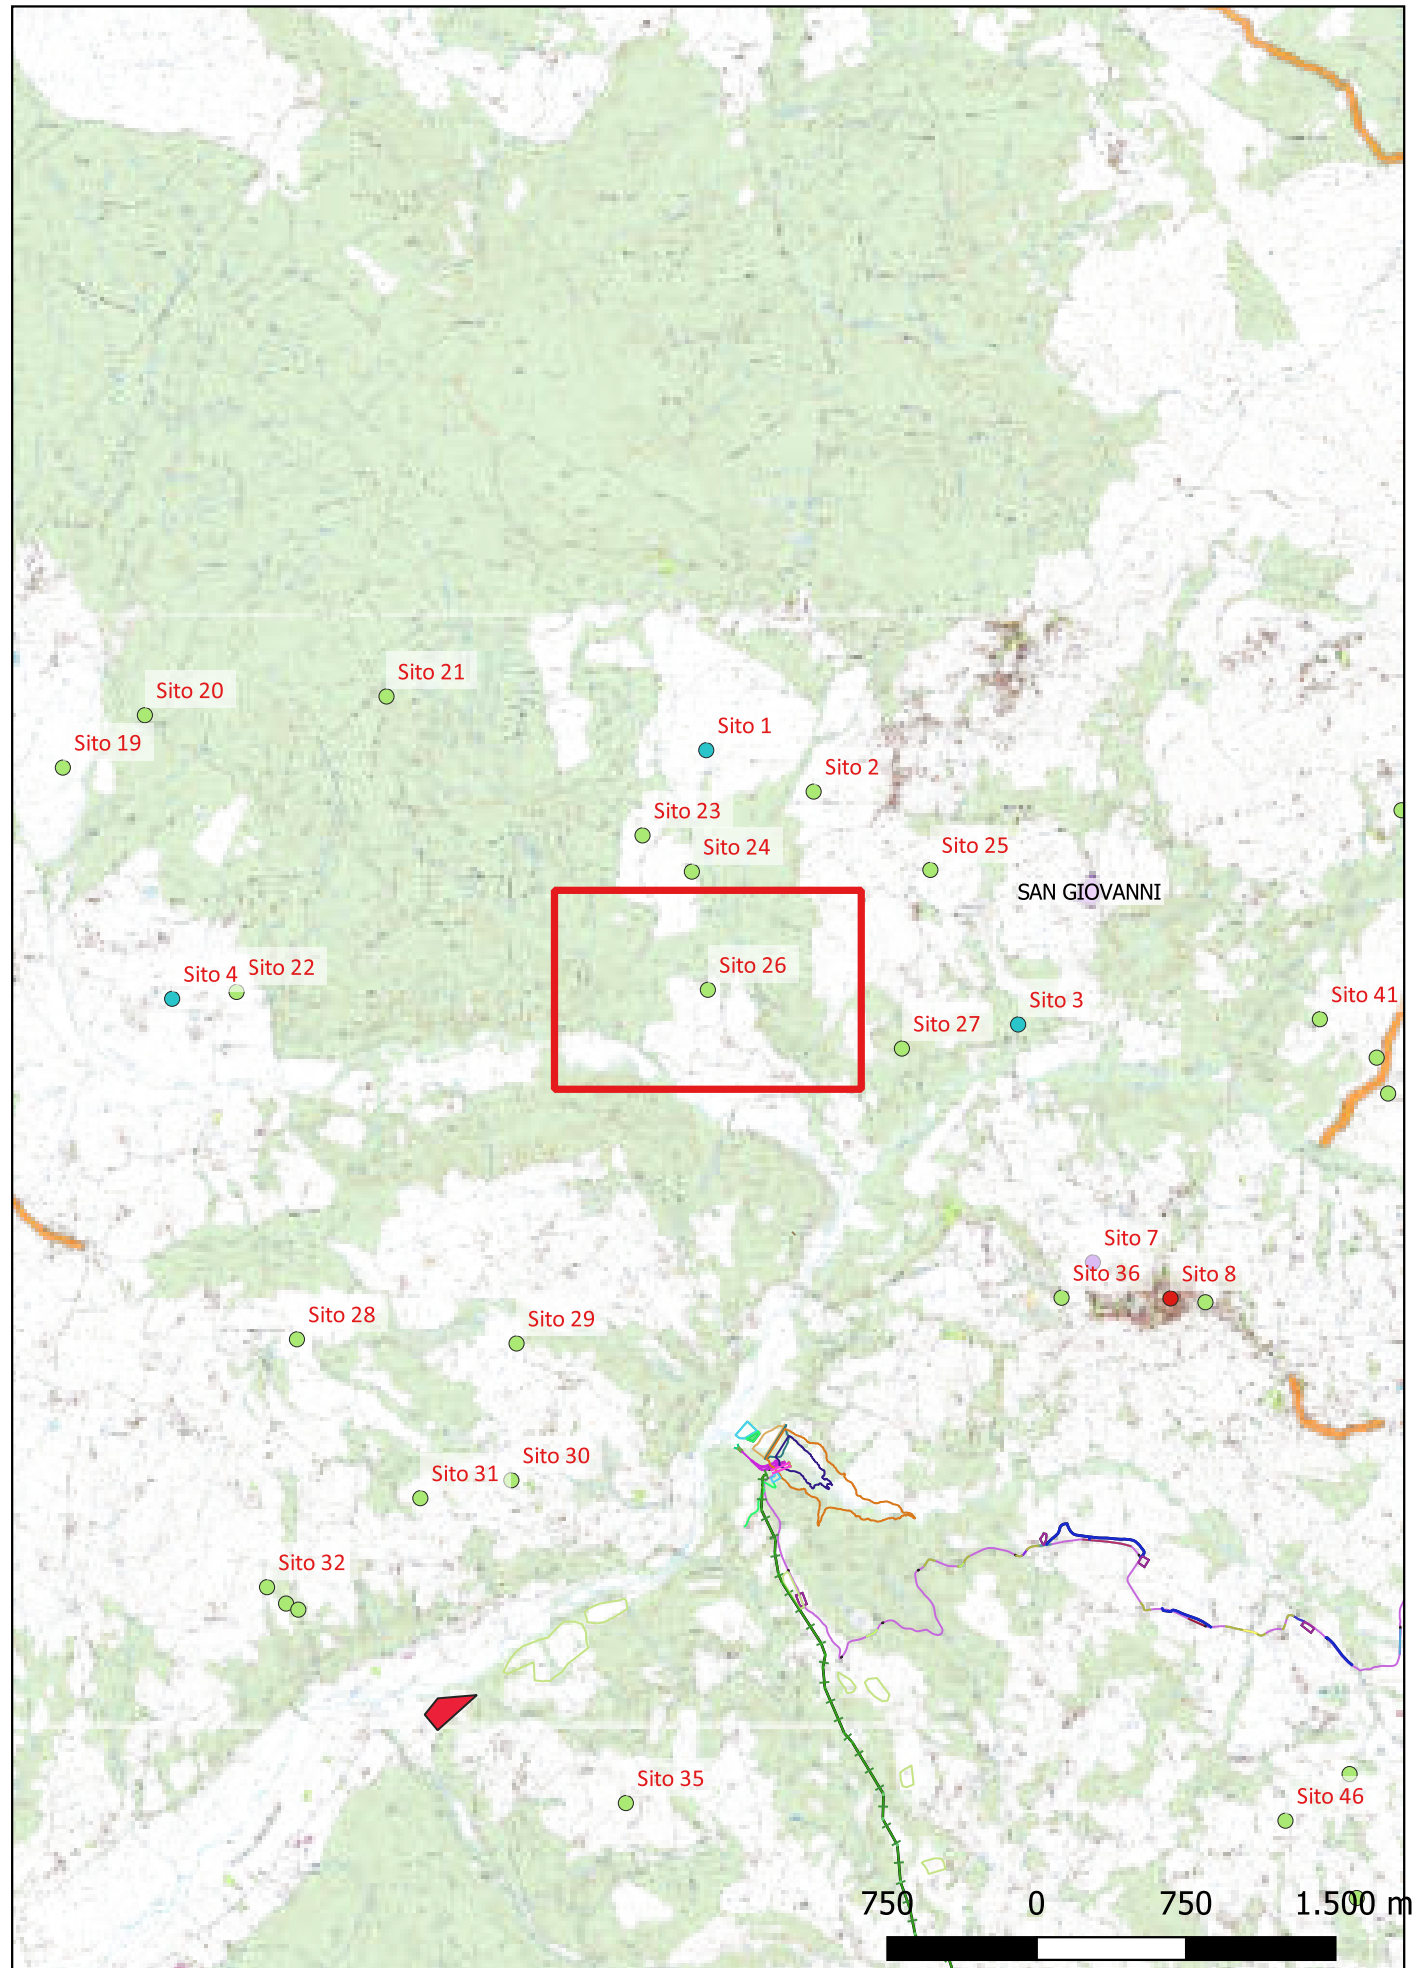 Sito 21
Sito 20
Sito 1
Sito 19
Sito 2
Sito 23
Sito 24
Sito 25
SAN GIOVANNI
Sito 26
Sito 4
Sito 22
Sito 3
Sito 41
Sito 27
Sito 7
Sito 36
Sito 8
Sito 28
Sito 29
Sito 30
Sito 31
Sito 32
Sito 35
Sito 46
750 0 750 1.500 m